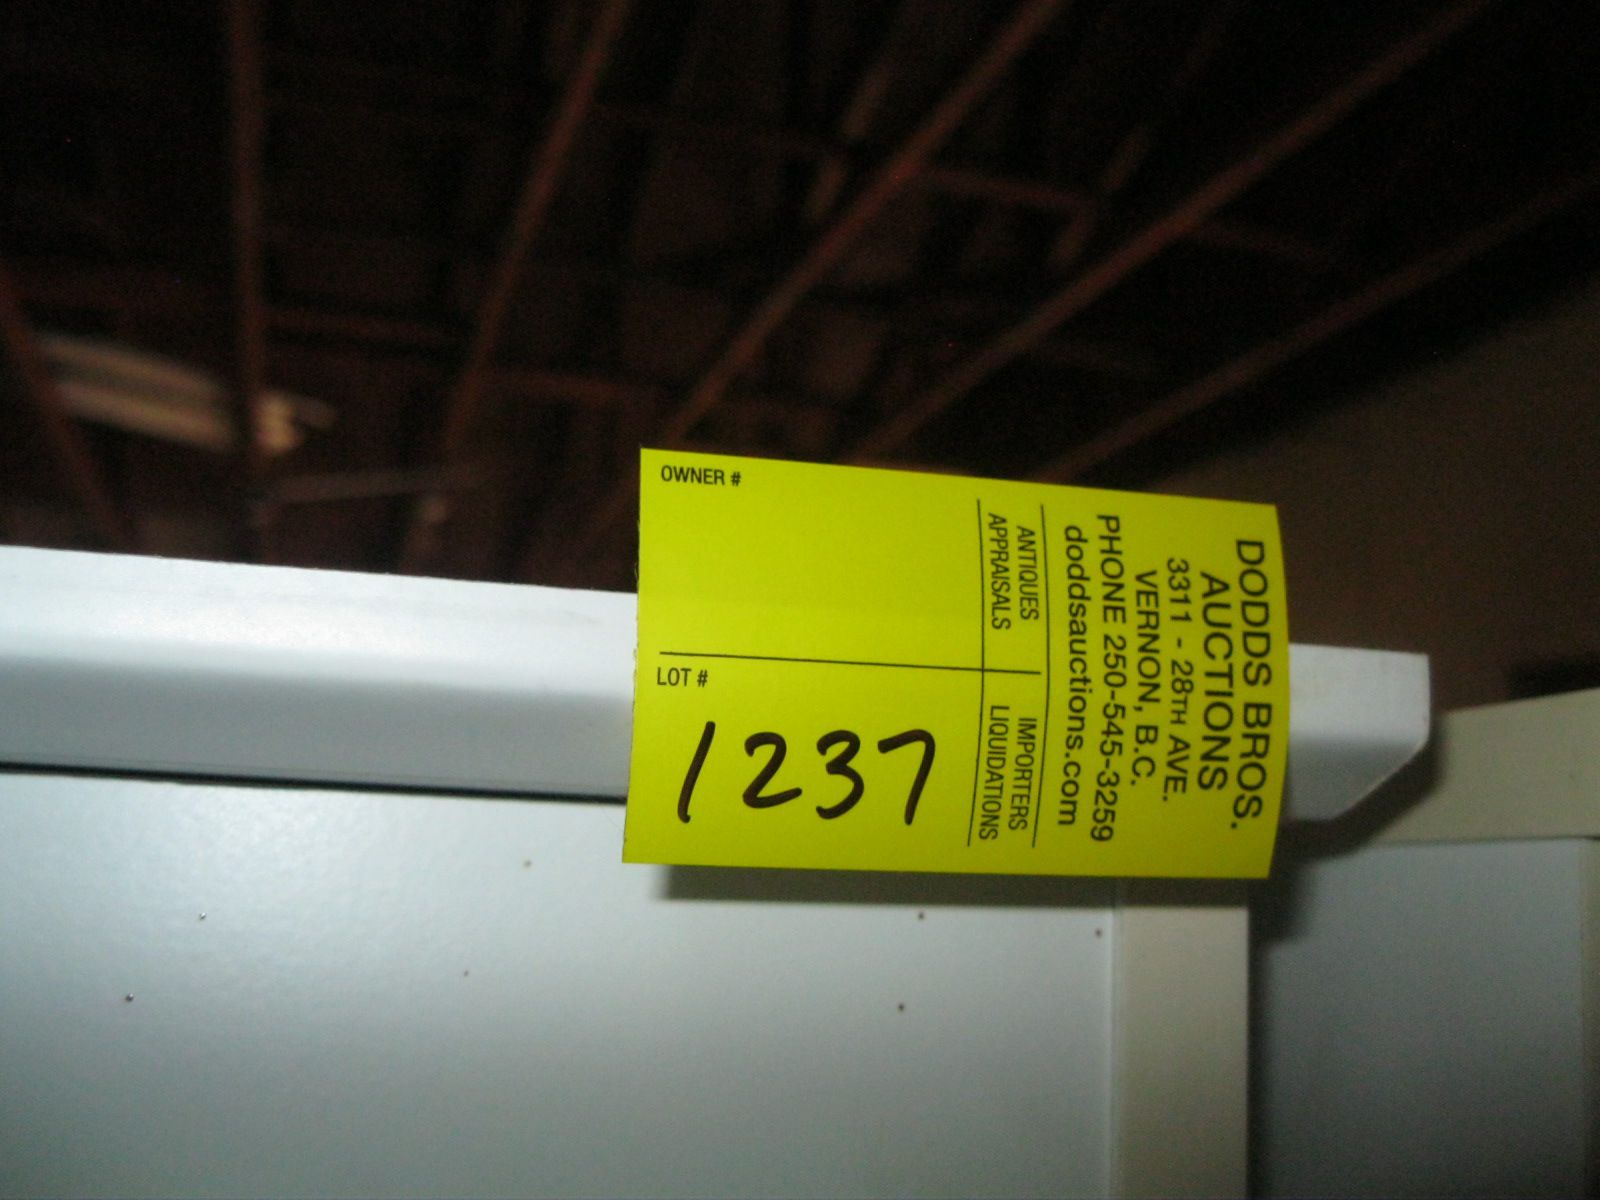 DODDS BROS.
AUCTIONS
3311 - 28TH AVE.
VERNON, B.C.
PHONE 250-545-3259
doddsauctions.com
ANTIQUES
APPRAISALS
IMPORTERS
LIQUIDATIONS
OWNER #
LOT #
1237